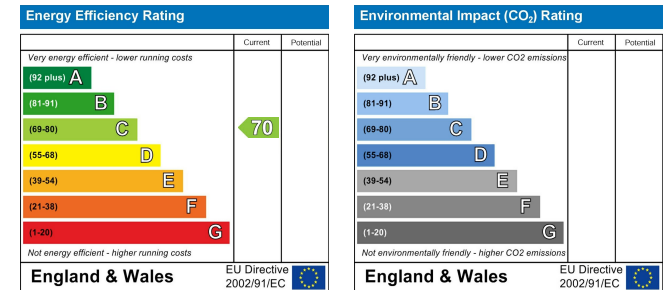 Energy Efficiency Rating
Current Potential
Very energy efficient - lower running costs
(92 plus) A
(81-91) B
(69-80) C
70
(55-68) D
(39-54) E
(21-38) F
(1-20) G
Not energy efficient - higher running costs
England & Wales
EU Directive
2002/91/EC
Environmental Impact (CO₂) Rating
Current Potential
Very environmentally friendly - lower CO2 emissions
(92 plus) A
(81-91) B
(69-80) C
(55-68) D
(39-54) E
(21-38) F
(1-20) G
Not environmentally friendly - higher CO2 emissions
England & Wales
EU Directive
2002/91/EC